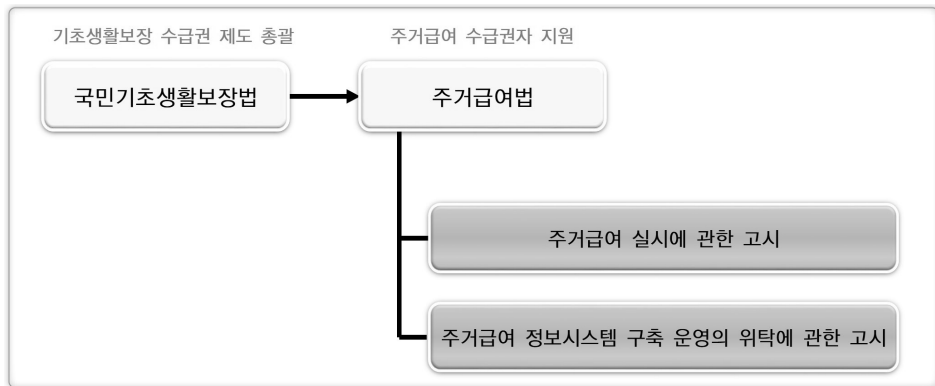 기초생활보장 수급권 제도 총괄
주거급여 수급권자 지원
국민기초생활보장법
주거급여법
주거급여 실시에 관한 고시
주거급여 정보시스템 구축 운영의 위탁에 관한 고시